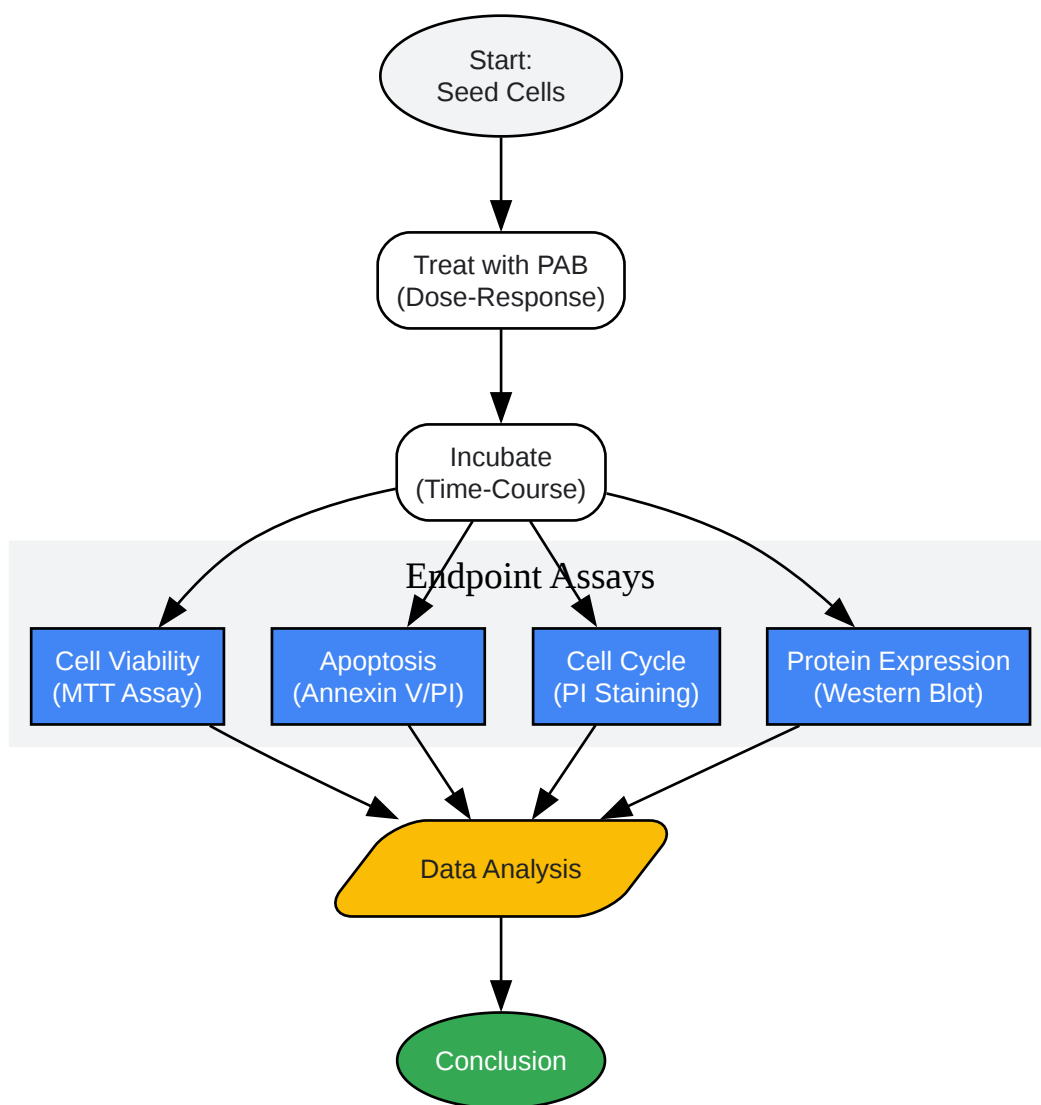 Start:
Seed Cells
Treat with PAB
(Dose-Response)
Incubate
(Time-Course)
Endpoint Assays
Cell Viability
(MTT Assay)
Apoptosis
(Annexin V/PI)
Cell Cycle
(PI Staining)
Protein Expression
(Western Blot)
Data Analysis
Conclusion